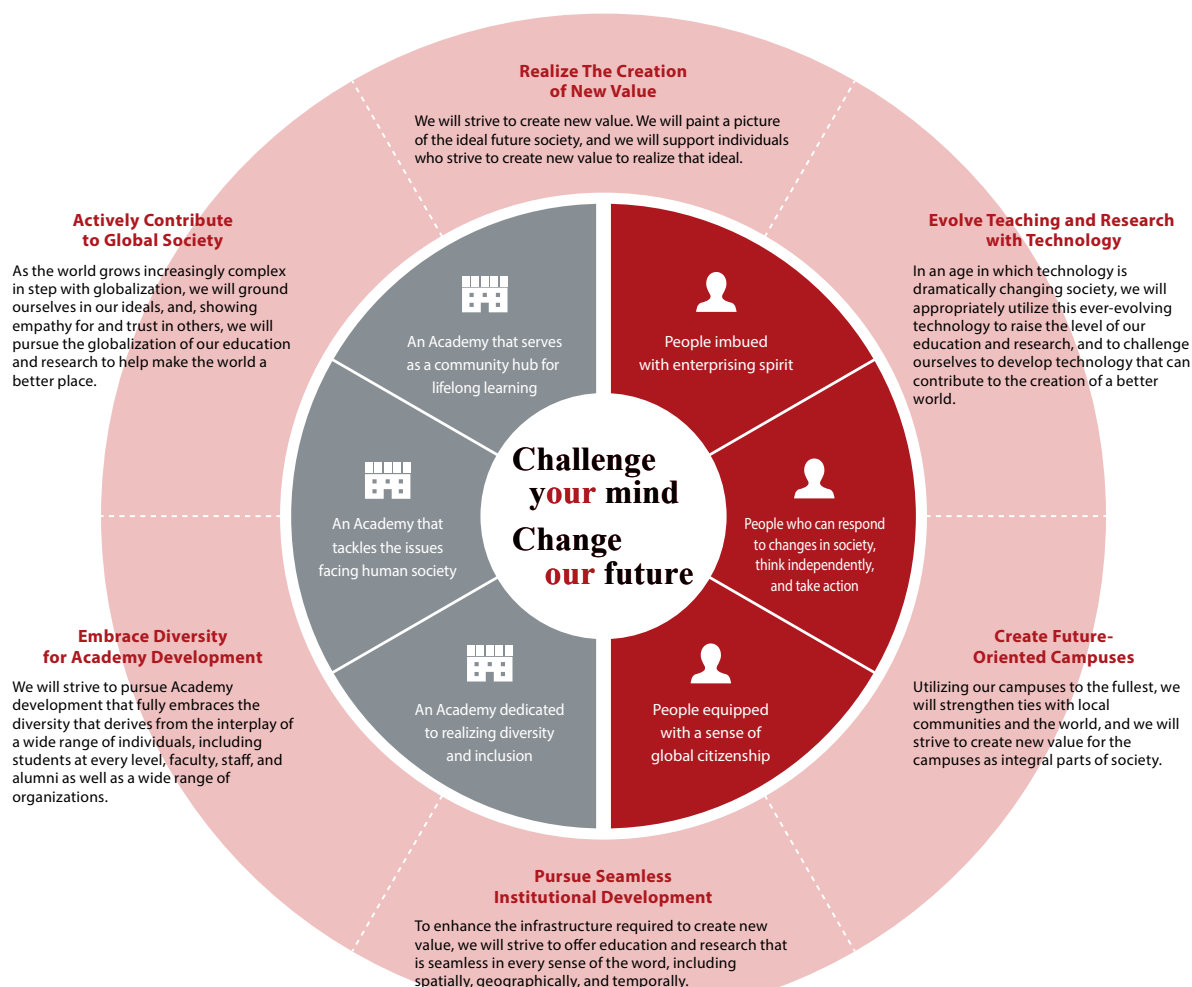 Realize The Creation
of New Value
We will strive to create new value. We will paint a picture
of the ideal future society, and we will support individuals
who strive to create new value to realize that ideal.
Actively Contribute
to Global Society
As the world grows increasingly complex
in step with globalization, we will ground
ourselves in our ideals, and, showing
empathy for and trust in others, we will
pursue the globalization of our education
and research to help make the world a
better place.
Evolve Teaching and Research
with Technology
In an age in which technology is
dramatically changing society, we will
appropriately utilize this ever-evolving
technology to raise the level of our
education and research, and to challenge
ourselves to develop technology that can
contribute to the creation of a better
world.
An Academy that serves
as a community hub for
lifelong learning
People imbued
with enterprising spirit
Challenge
your mind
Change
our future
An Academy that
tackles the issues
facing human society
People who can respond
to changes in society,
think independently,
and take action
An Academy dedicated
to realizing diversity
and inclusion
People equipped
with a sense of
global citizenship
Embrace Diversity
for Academy Development
We will strive to pursue Academy
development that fully embraces the
diversity that derives from the interplay of
a wide range of individuals, including
students at every level, faculty, staff, and
alumni as well as a wide range of
organizations.
Create Future-
Oriented Campuses
Utilizing our campuses to the fullest, we
will strengthen ties with local
communities and the world, and we will
strive to create new value for the
campuses as integral parts of society.
Pursue Seamless
Institutional Development
To enhance the infrastructure required to create new
value, we will strive to offer education and research that
is seamless in every sense of the word, including
spatially, geographically, and temporally.